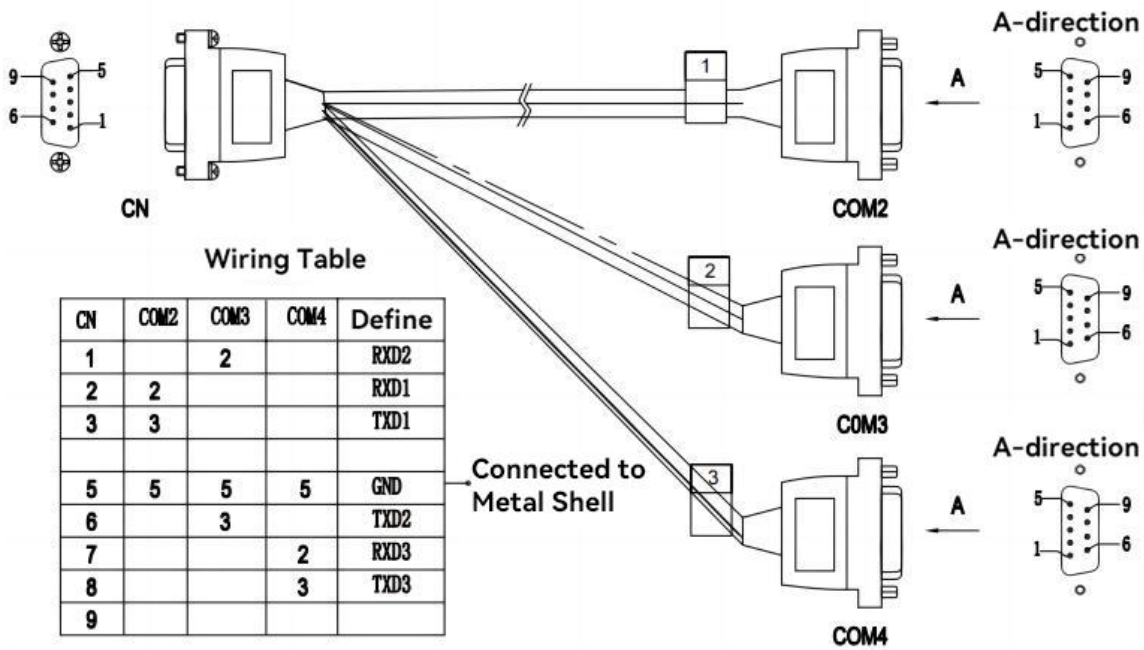 A-direction
9 5
6 1
CN
1
COM2
A
5 9
1 6
A-direction
2
C0M3
A
5 9
1 6
A-direction
3
COM4
A
5 9
1 6
Wiring Table
CN COM2 COM3 COM4 Define
1 2 RXD2
2 2 RXD1
3 3 TXD1
5 5 5 5 GND
6 3 TXD2
7 2 RXD3
8 3 TXD3
9
Connected to
Metal Shell